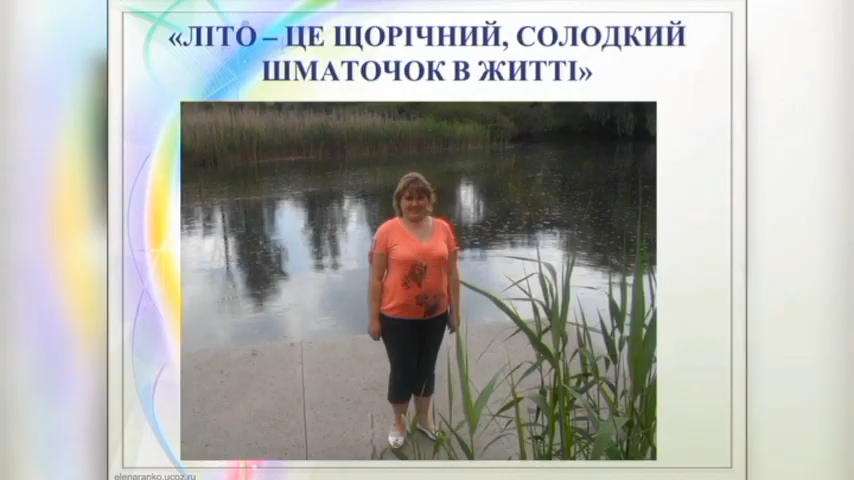 «ЛІТО – ЦЕ ЩОРІЧНИЙ, СОЛОДКИЙ
ШМАТОЧОК В ЖИТТІ»
elenaranko.ucoz.ru